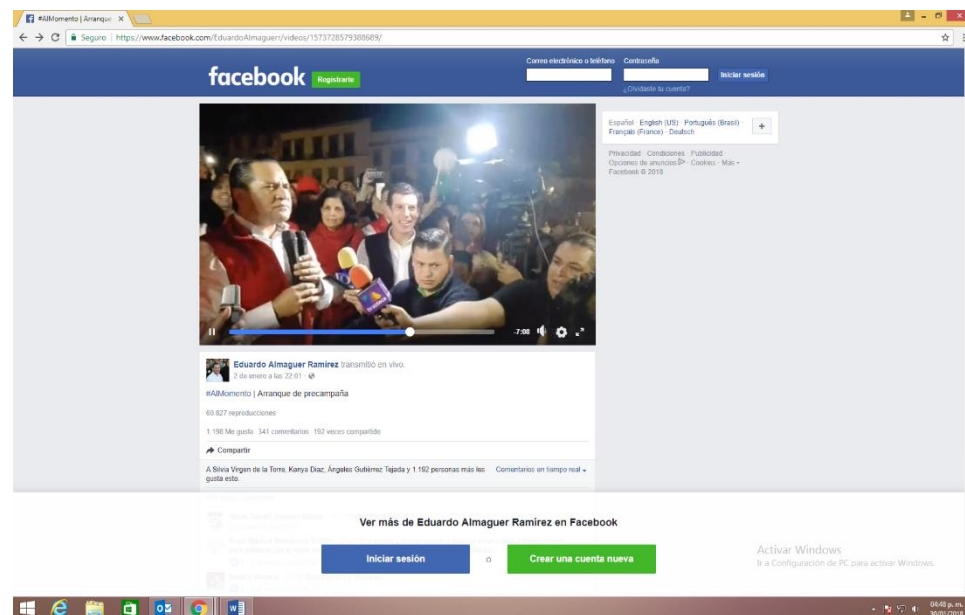 #AlMomento | Arranque
Seguro | https://www.facebook.com/EduardoAlmaguerr/videos/1573728579388689/
Correo electrónico o teléfono Contraseña
facebook Registrarte Iniciar sesión
¿Olvidaste tu cuenta?
Español · English (US) · Português (Brasil) ·
Français (France) · Deutsch
+
Privacidad · Condiciones · Publicidad ·
Opciones de anuncios · Cookies · Más
Facebook © 2018
-7:08
Eduardo Almaguer Ramírez transmitió en vivo.
2 de enero a las 22:01 ·
#AlMomento | Arranque de precampaña
69.827 reproducciones
1.198 Me gusta 341 comentarios 192 veces compartido
Compartir
A Silvia Virgen de la Torre, Kenya Diaz, Ángeles Gutiérrez Tejada y 1.192 personas más les Comentarios en tiempo real
gusta esto.
Ver más de Eduardo Almaguer Ramírez en Facebook
Iniciar sesión o Crear una cuenta nueva
Activar Windows
Ir a Configuración de PC para activar Windows.
04:48 p. m.
30/01/2018